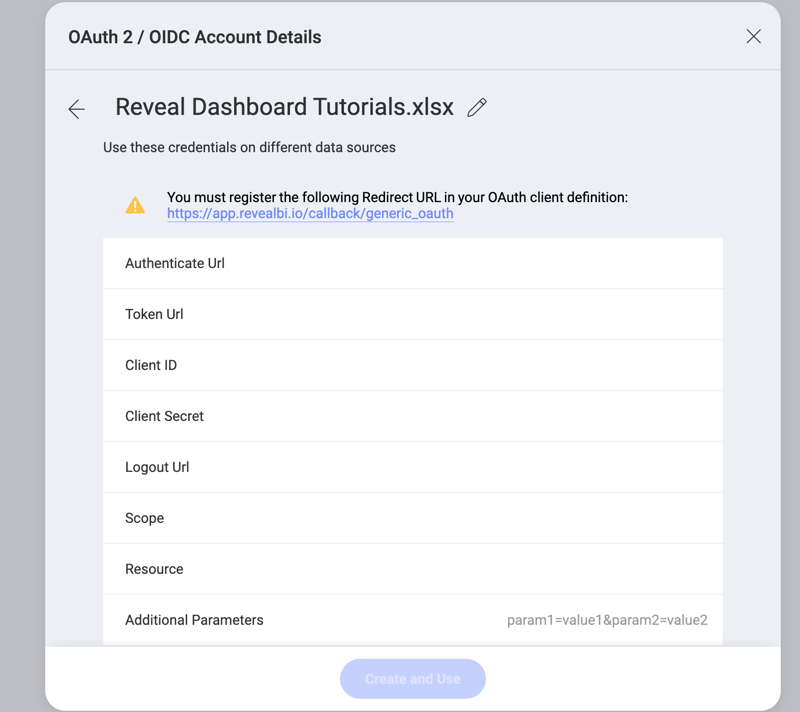 OAuth 2 / OIDC Account Details
Reveal Dashboard Tutorials.xlsx
Use these credentials on different data sources
You must register the following Redirect URL in your OAuth client definition:
https://app.revealbi.io/callback/generic_oauth
Authenticate Url
Token Url
Client ID
Client Secret
Logout Url
Scope
Resource
Additional Parameters param1=value1&param2=value2
Create and Use